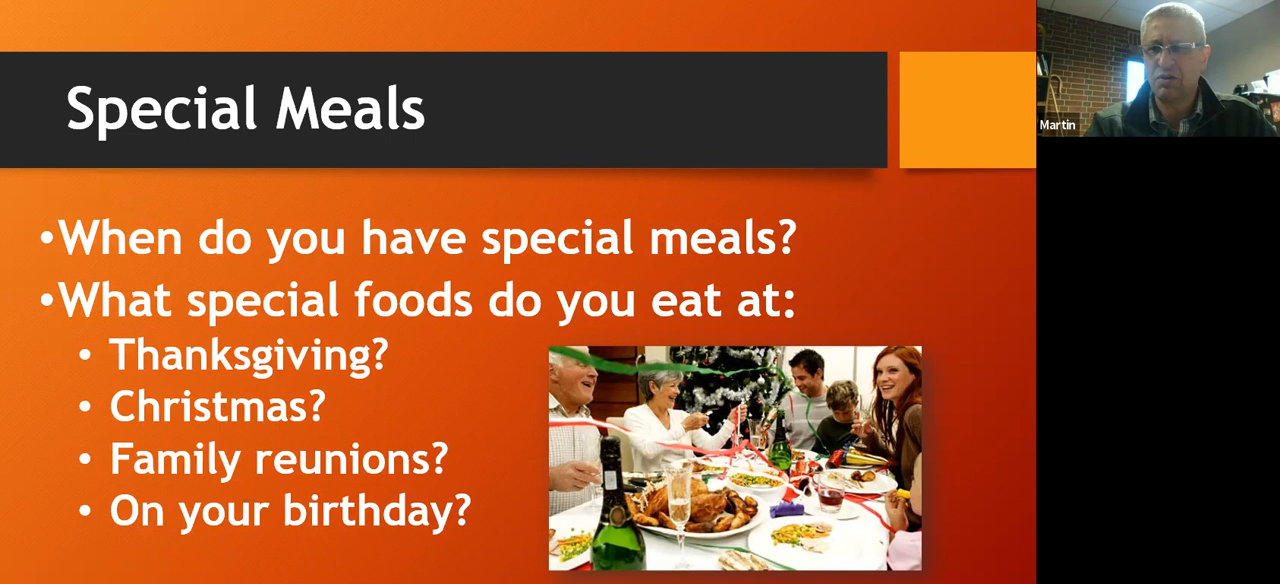 Special Meals
•When do you have special meals?
•What special foods do you eat at:
• Thanksgiving?
• Christmas?
• Family reunions?
• On your birthday?
Martin